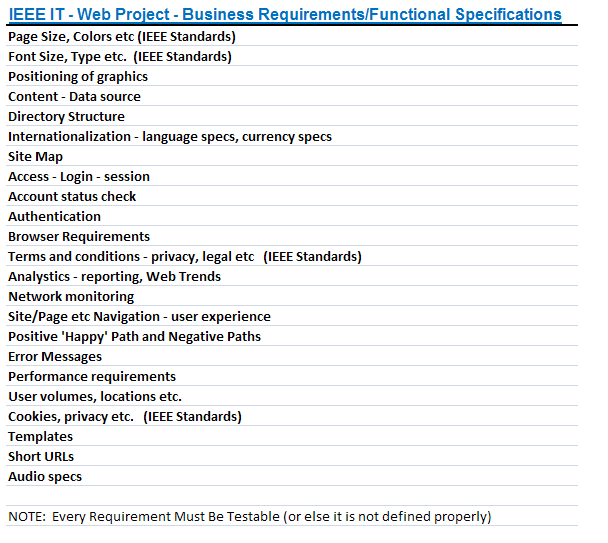 IEEE IT - Web Project - Business Requirements/Functional Specifications
Page Size, Colors etc (IEEE Standards)
Font Size, Type etc.  (IEEE Standards)
Positioning of graphics
Content - Data source
Directory Structure
Internationalization - language specs, currency specs
Site Map
Access - Login - session
Account status check
Authentication
Browser Requirements
Terms and conditions - privacy, legal etc   (IEEE Standards)
Analystics - reporting, Web Trends
Network monitoring
Site/Page etc Navigation - user experience
Positive 'Happy' Path and Negative Paths
Error Messages
Performance requirements
User volumes, locations etc.
Cookies, privacy etc.   (IEEE Standards)
Templates
Short URLs
Audio specs
NOTE:  Every Requirement Must Be Testable (or else it is not defined properly)